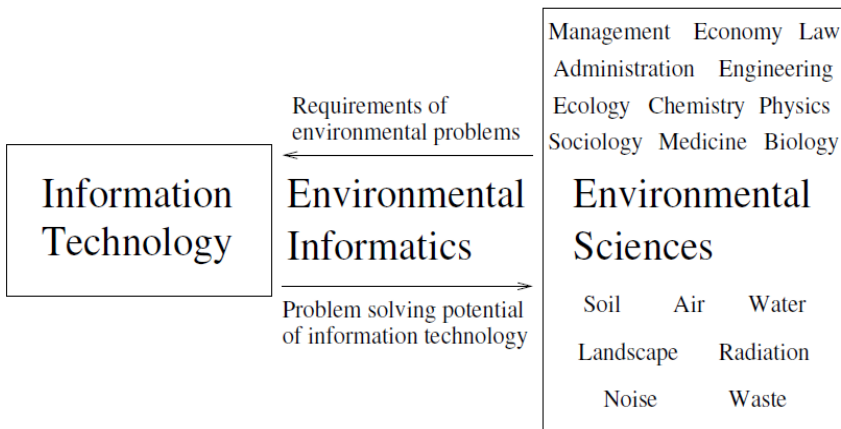 Management Economy Law
Administration Engineering
Ecology Chemistry Physics
Sociology Medicine Biology
Requirements of
environmental problems
Information
Technology
Environmental
Informatics
Environmental
Sciences
Problem solving potential
of information technology
Soil Air Water
Landscape Radiation
Noise Waste